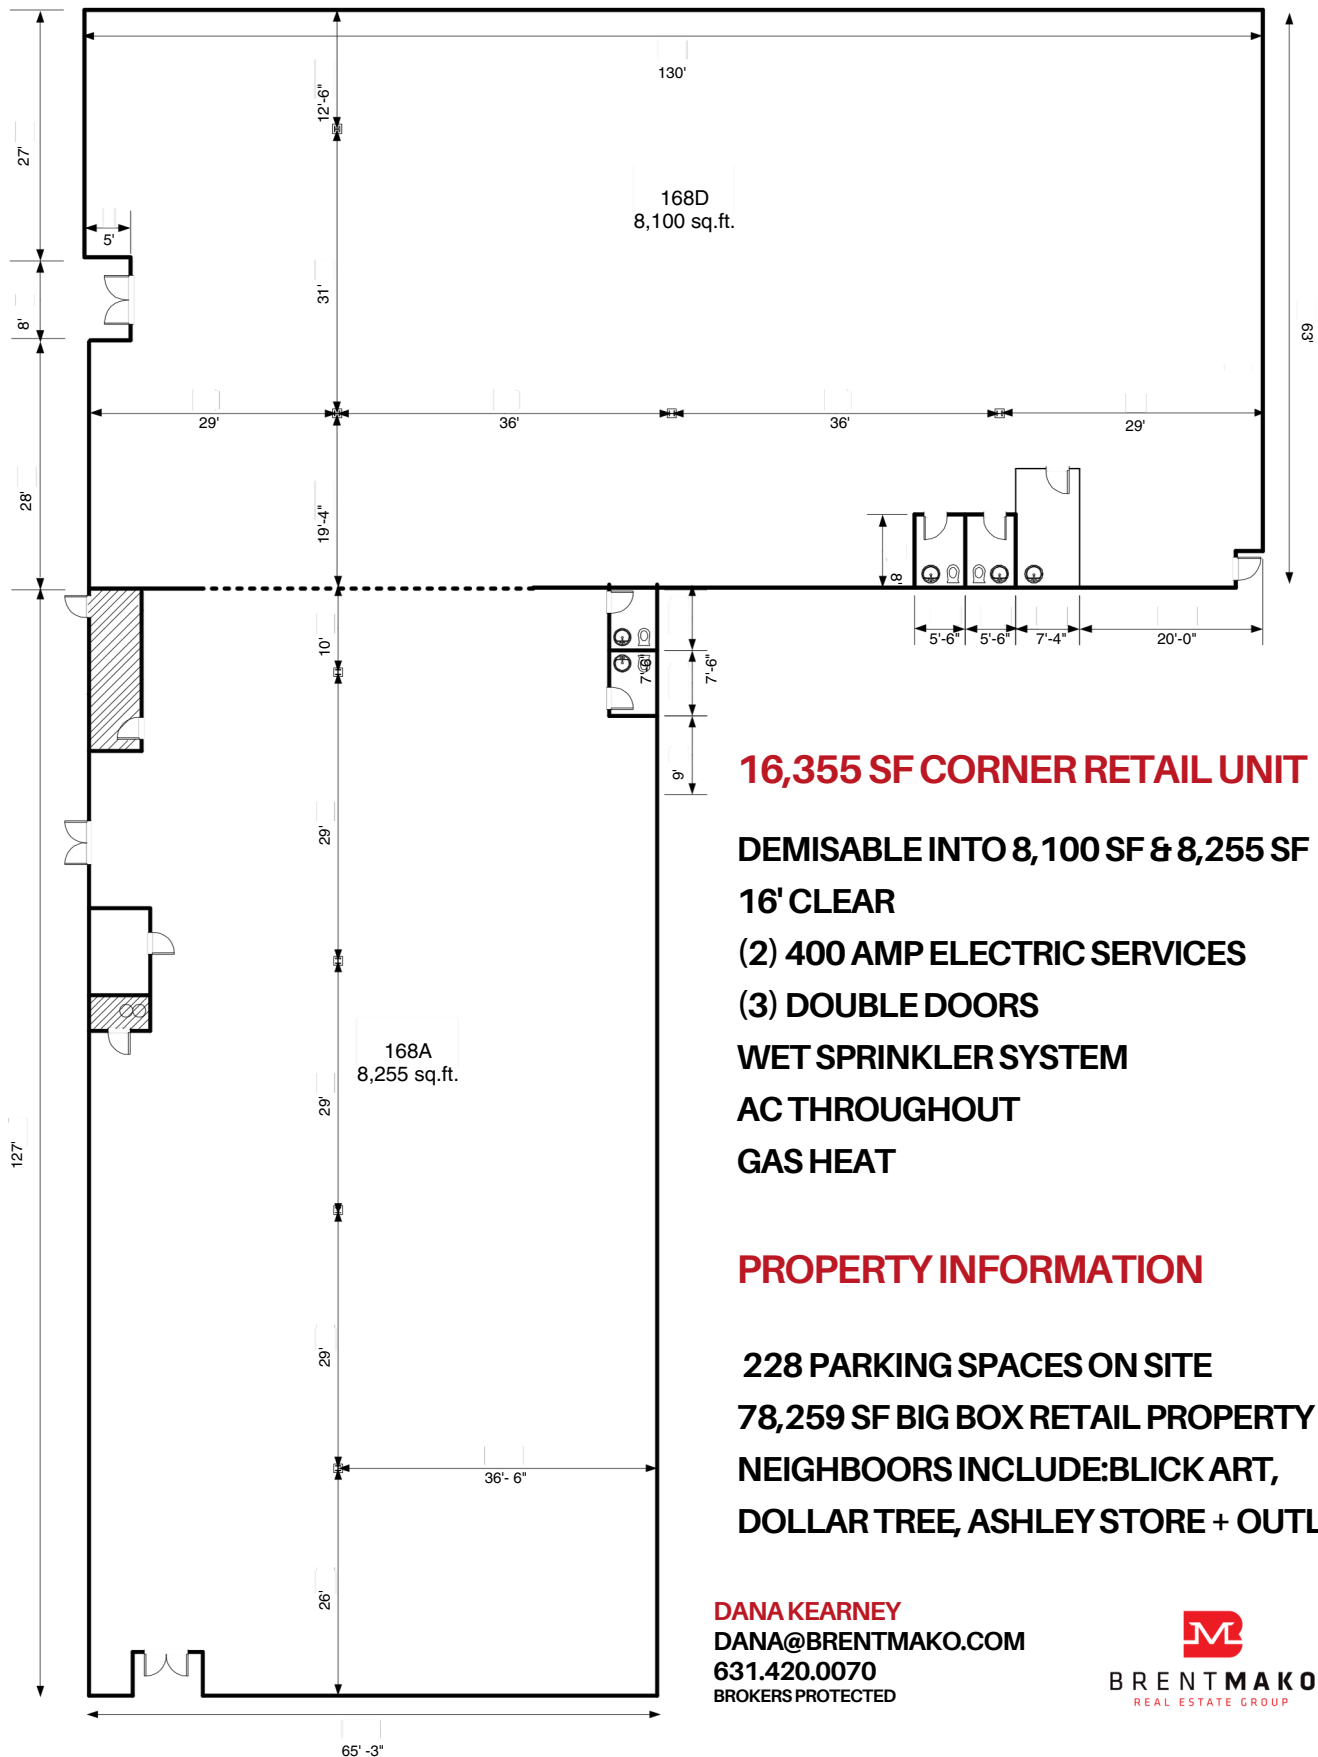 130'
12'-6"
27'
168D
8,100 sq.ft.
5'
31'
8'
63'
29'
36'
36'
29'
28'
19'-4"
8'
5'-6"
5'-6"
7'-4"
20'-0"
10'
7'-6"
7'-6"
9'
16,355 SF CORNER RETAIL UNIT
DEMISABLE INTO 8,100 SF & 8,255 SF
16' CLEAR
(2) 400 AMP ELECTRIC SERVICES
(3) DOUBLE DOORS
WET SPRINKLER SYSTEM
AC THROUGHOUT
GAS HEAT
29'
168A
8,255 sq.ft.
29'
127'
PROPERTY INFORMATION
228 PARKING SPACES ON SITE
78,259 SF BIG BOX RETAIL PROPERTY
NEIGHBOORS INCLUDE:BLICK ART,
DOLLAR TREE, ASHLEY STORE + OUTL
29'
36'- 6"
26'
65' -3"
DANA KEARNEY
DANA@BRENTMAKO.COM
631.420.0070
BROKERS PROTECTED
BRENTMAKO
REAL ESTATE GROUP